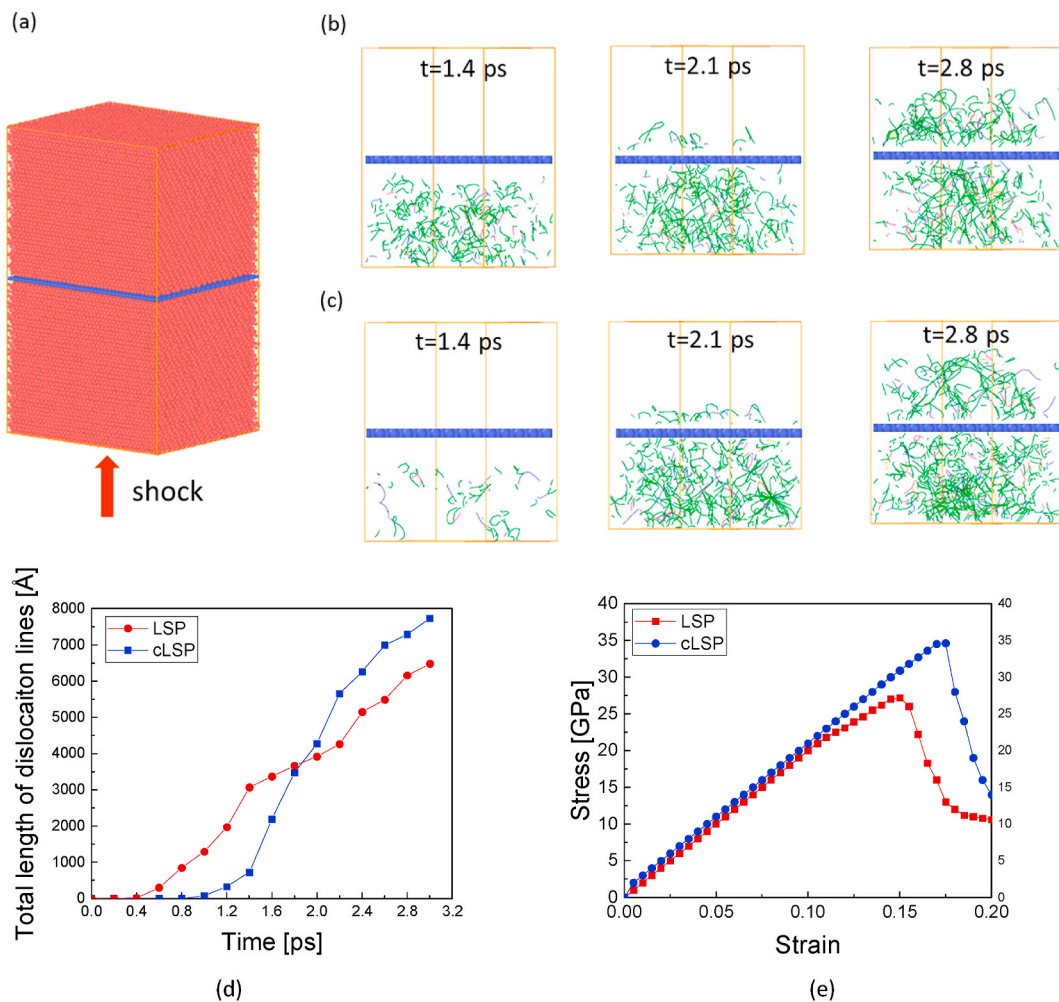 (a)
shock
(b)
t=1.4 ps
t=2.1 ps
t=2.8 ps
(c)
t=1.4 ps
t=2.1 ps
t=2.8 ps
Total length of dislocaiton lines [Å]
8000
7000
6000
5000
4000
3000
2000
1000
0
LSP
cLSP
0.0 0.4 0.8 1.2 1.6 2.0 2.4 2.8 3.2
Time [ps]
(d)
Stress [GPa]
40
35
30
25
20
15
10
5
0
LSP
cLSP
40
35
30
25
20
15
10
5
0
0.00 0.05 0.10 0.15 0.20
Strain
(e)